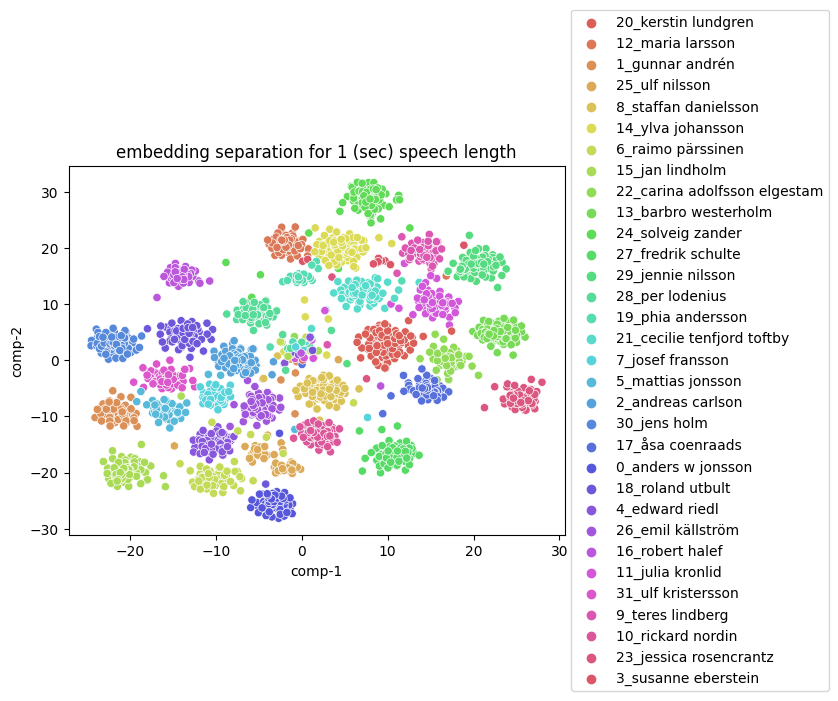 embedding separation for 1 (sec) speech length
comp-2
30
20
10
0
−10
−20
−30
−20
−10
0
10
20
30
comp-1
20_kerstin lundgren
12_maria larsson
1_gunnar andrén
25_ulf nilsson
8_staffan danielsson
14_ylva johansson
6_raimo pärssinen
15_jan lindholm
22_carina adolfsson elgestam
13_barbro westerholm
24_solveig zander
27_fredrik schulte
29_jennie nilsson
28_per lodenius
19_phia andersson
21_cecilie tenfjord toftby
7_josef fransson
5_mattias jonsson
2_andreas carlson
30_jens holm
17_åsa coenraads
0_anders w jonsson
18_roland utbult
4_edward riedl
26_emil källström
16_robert halef
11_julia kronlid
31_ulf kristersson
9_teres lindberg
10_rickard nordin
23_jessica rosencrantz
3_susanne eberstein